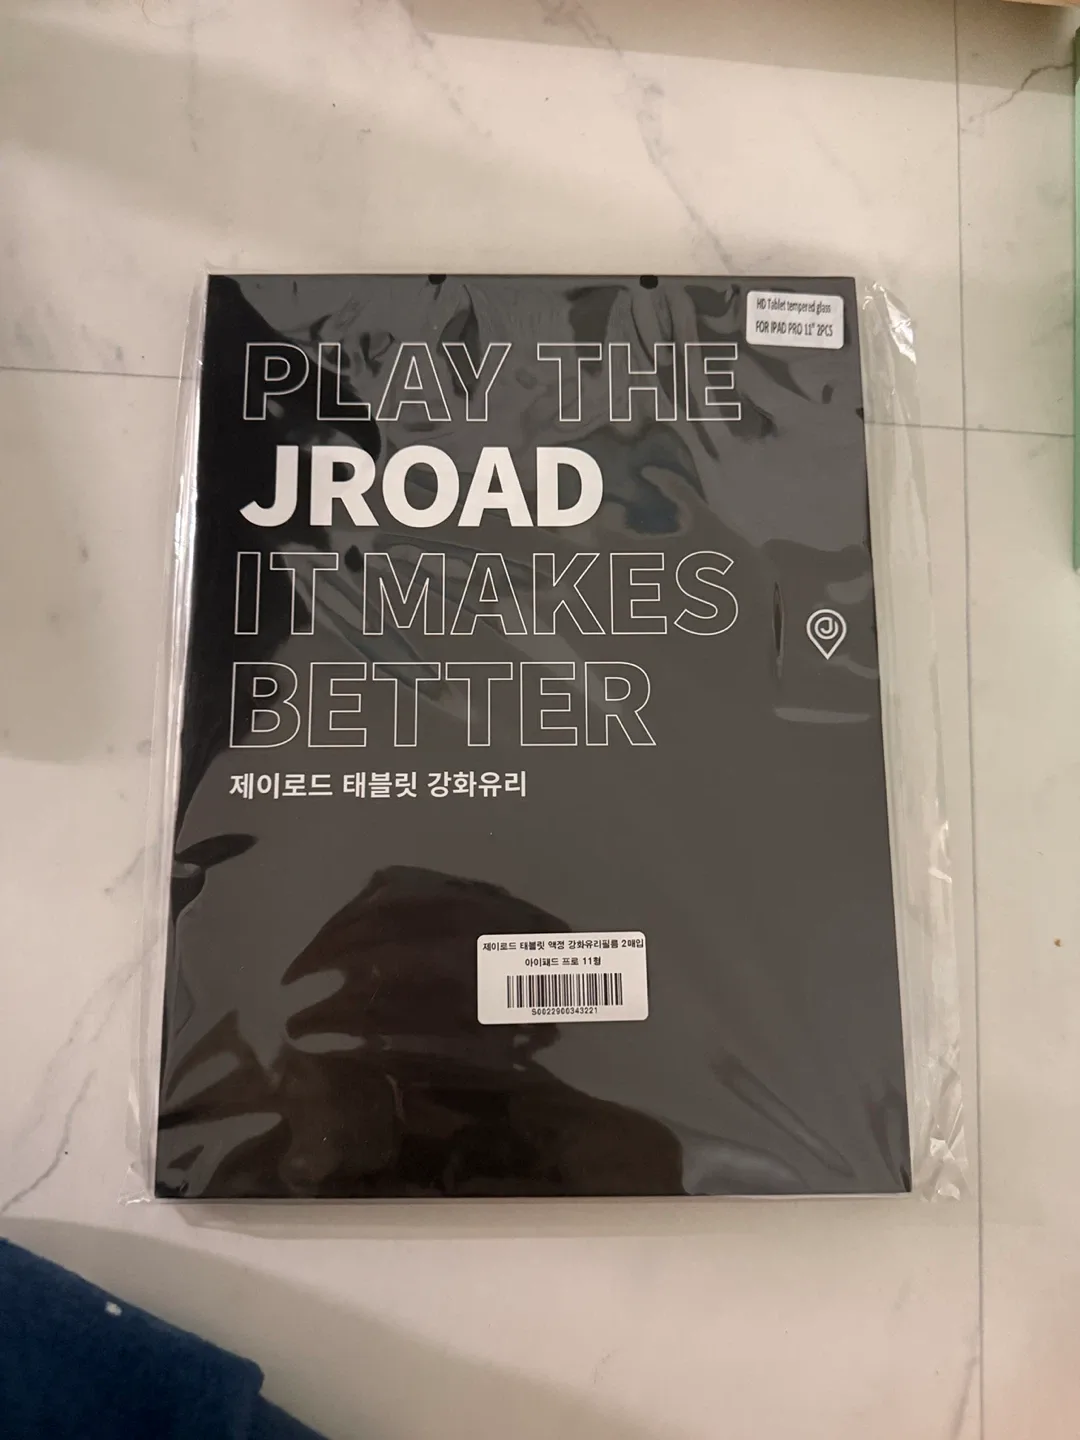 HD Tablet tempered glass
FOR IPAD PRO 11" 2PCS
PLAY THE
JROAD
IT MAKES
BETTER
J
제이로드 태블릿 강화유리
제이로드 태블릿 액정 강화유리필름 2매입
아이패드 프로 11형
S0022900343221